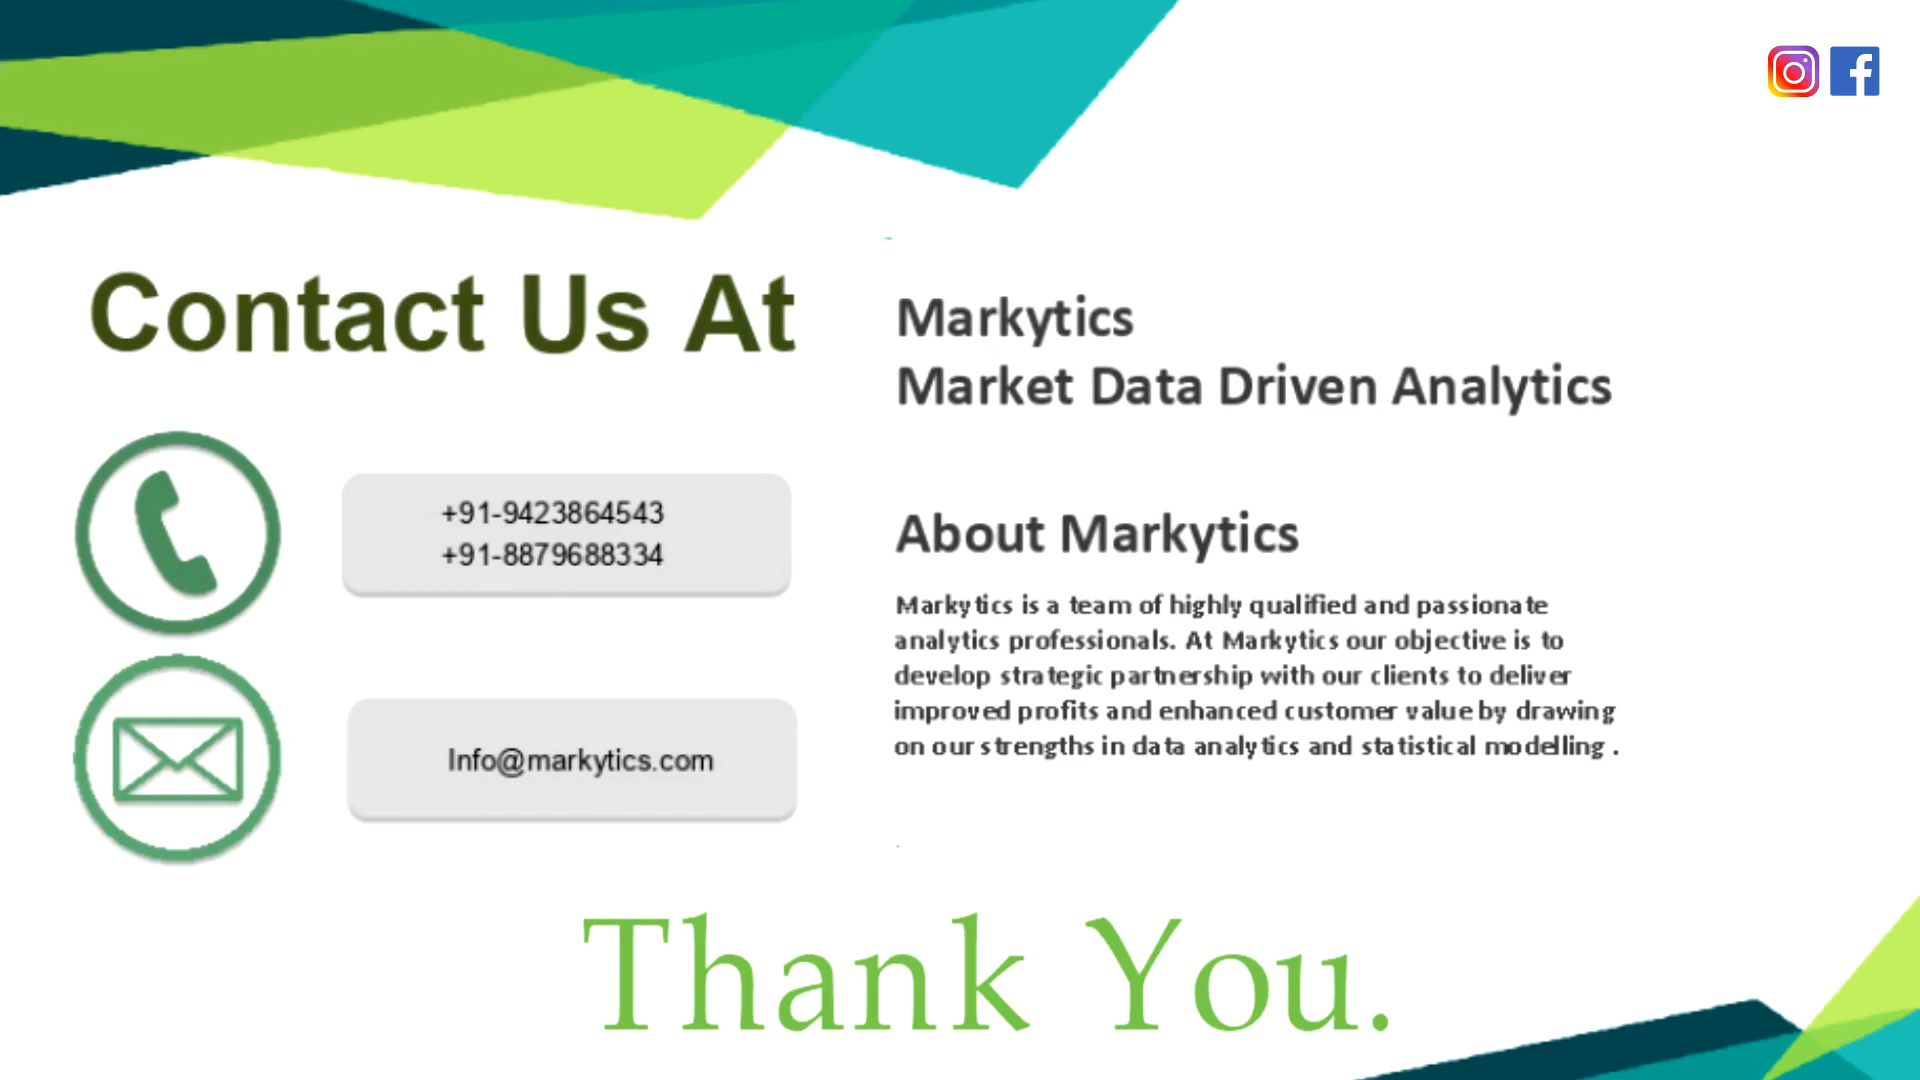 Contact Us At
+91-9423864543
+91-8879688334
Info@markytics.com
Markytics
Market Data Driven Analytics
About Markytics
Markytics is a team of highly qualified and passionate
analytics professionals. At Markytics our objective is to
develop strategic partnership with our clients to deliver
improved profits and enhanced customer value by drawing
on our strengths in data analytics and statistical modelling .
Thank You.